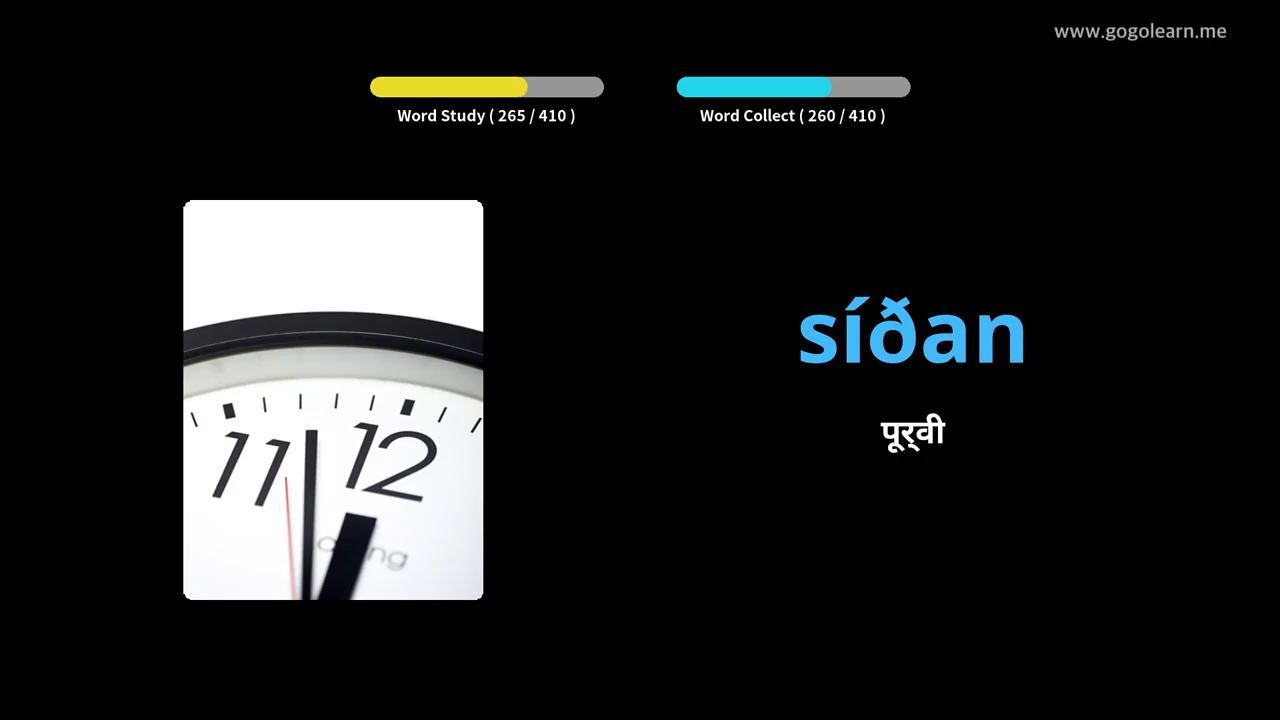 www.gogolearn.me
Word Study ( 265 / 410 )
Word Collect ( 260 / 410 )
síðan
पूर्‌वी
11 12